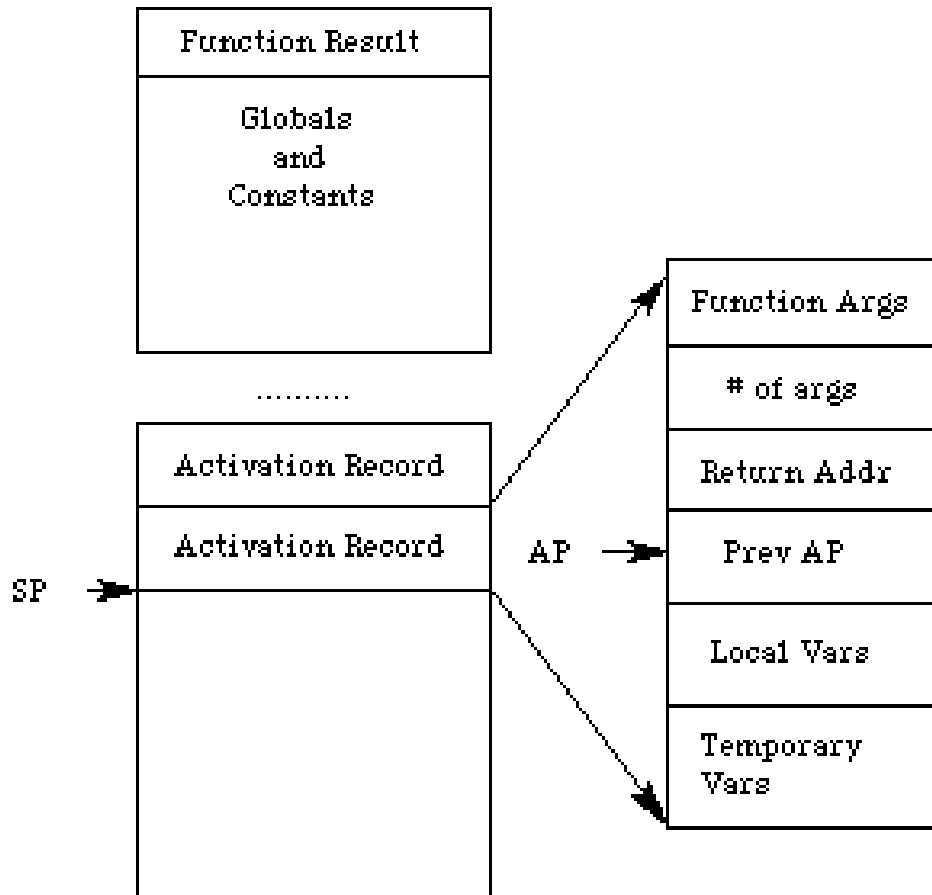 Function Result
Globals
and
Constants
..........
Activation Record
Activation Record
SP
AP
Function Args
# of args
Return Addr
Prev AP
Local Vars
Temporary
Vars